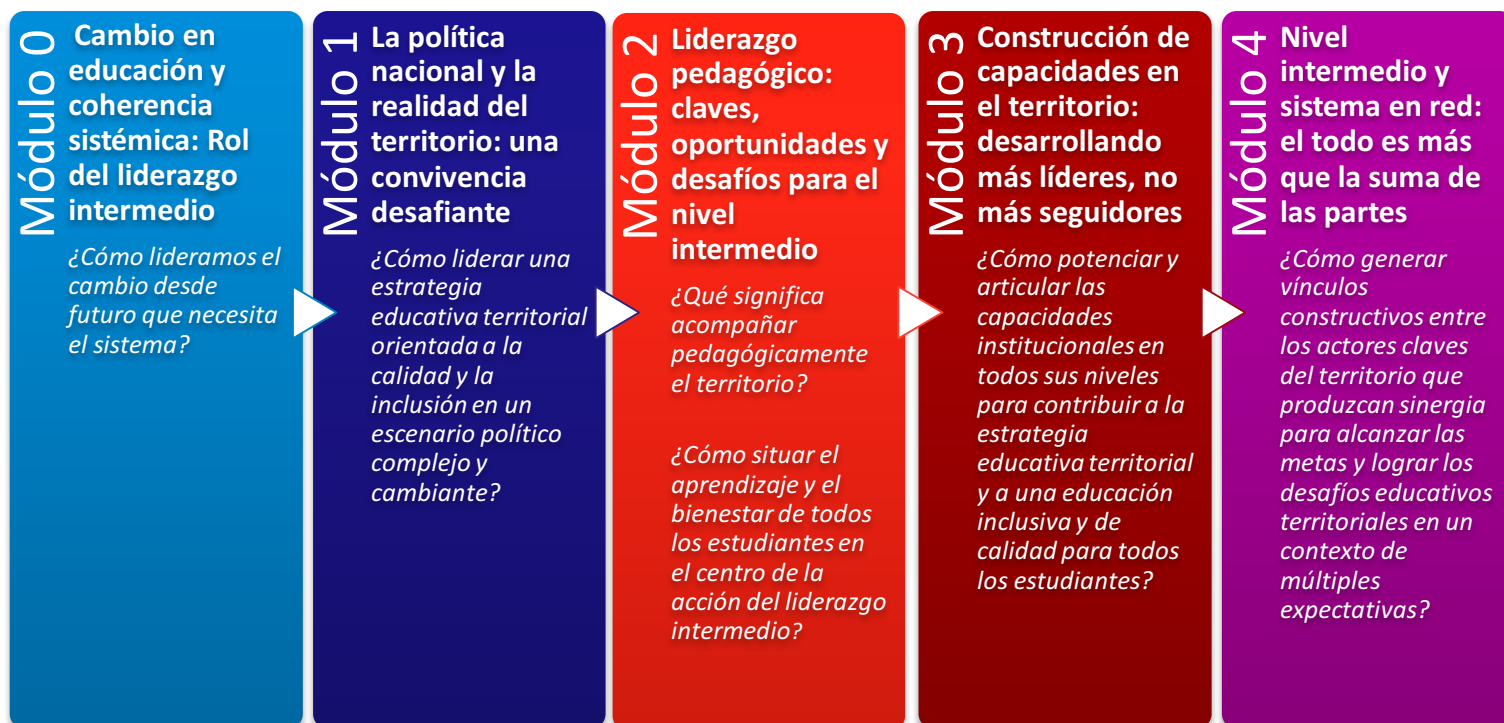 Módulo 0
Cambio en
educación y
coherencia
sistémica: Rol
del liderazgo
intermedio
¿Cómo lideramos el
cambio desde
futuro que necesita
el sistema?
Módulo 1
La política
nacional y la
realidad del
territorio: una
convivencia
desafiante
¿Cómo liderar una
estrategia
educativa territorial
orientada a la
calidad y la
inclusión en un
escenario político
complejo y
cambiante?
Módulo 2
Liderazgo
pedagógico:
claves,
oportunidades y
desafíos para el
nivel
intermedio
¿Qué significa
acompañar
pedagógicamente
el territorio?
¿Cómo situar el
aprendizaje y el
bienestar de todos
los estudiantes en
el centro de la
acción del liderazgo
intermedio?
Módulo 3
Construcción de
capacidades en
el territorio:
desarrollando
más líderes, no
más seguidores
¿Cómo potenciar y
articular las
capacidades
institucionales en
todos sus niveles
para contribuir a la
estrategia
educativa territorial
y a una educación
inclusiva y de
calidad para todos
los estudiantes?
Módulo 4
Nivel
intermedio y
sistema en red:
el todo es más
que la suma de
las partes
¿Cómo generar
vínculos
constructivos entre
los actores claves
del territorio que
produzcan sinergia
para alcanzar las
metas y lograr los
desafíos educativos
territoriales en un
contexto de
múltiples
expectativas?